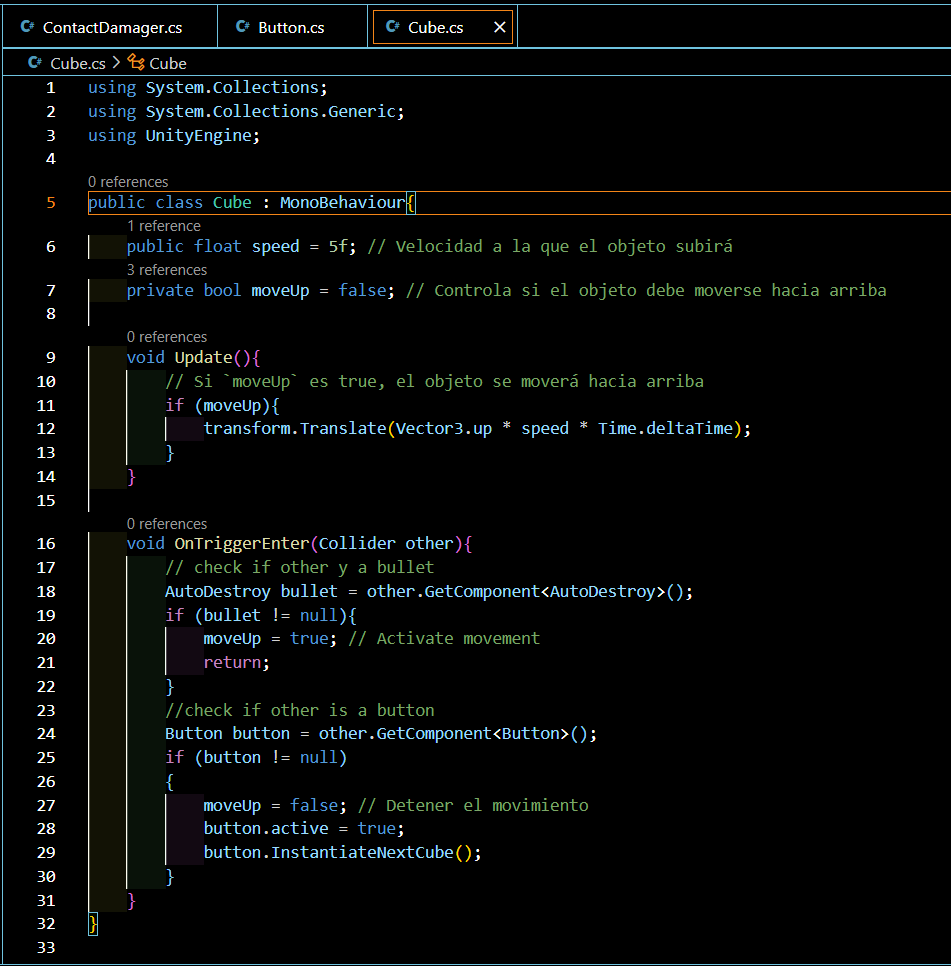 ContactDamager.cs Button.cs Cube.cs
Cube.cs > Cube
1 using System.Collections;
2 using System.Collections.Generic;
3 using UnityEngine;
4
0 references
5 public class Cube : MonoBehaviour{
1 reference
6 public float speed = 5f; // Velocidad a la que el objeto subirá
3 references
7 private bool moveUp = false; // Controla si el objeto debe moverse hacia arriba
8
0 references
9 void Update(){
10 // Si `moveUp` es true, el objeto se moverá hacia arriba
11 if (moveUp){
12 transform.Translate(Vector3.up * speed * Time.deltaTime);
13 }
14 }
15
0 references
16 void OnTriggerEnter(Collider other){
17 // check if other y a bullet
18 AutoDestroy bullet = other.GetComponent<AutoDestroy>();
19 if (bullet != null){
20 moveUp = true; // Activate movement
21 return;
22 }
23 //check if other is a button
24 Button button = other.GetComponent<Button>();
25 if (button != null)
26 {
27 moveUp = false; // Detener el movimiento
28 button.active = true;
29 button.InstantiateNextCube();
30 }
31 }
32 }
33